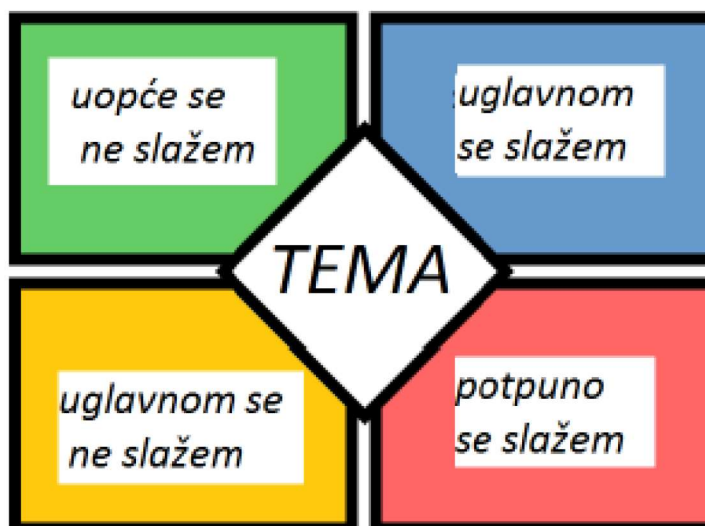 uopće se
ne slažem
uglavnom
se slažem
TEMA
uglavnom se
ne slažem
potpuno
se slažem